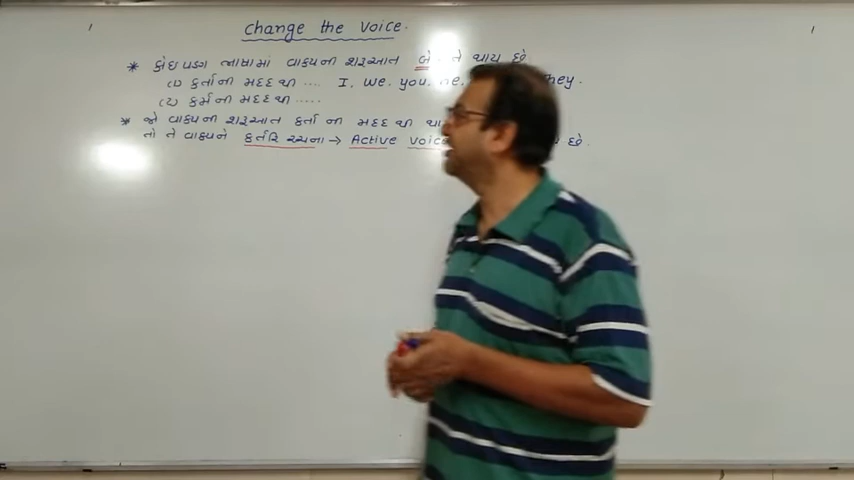 Change the Voice.
* કોઇપણ ભાષામાં વાક્યની શરૂઆત બે તે થાય છે
(૧) કર્તાની મદદથી .... I, we, you, he, They.
(૨) કર્મની મદદથી .....
* જો વાક્યની શરૂઆત કર્તાની મદદથી થા
તો તે વાક્યને કર્તરિ રચના → Active voice છે.